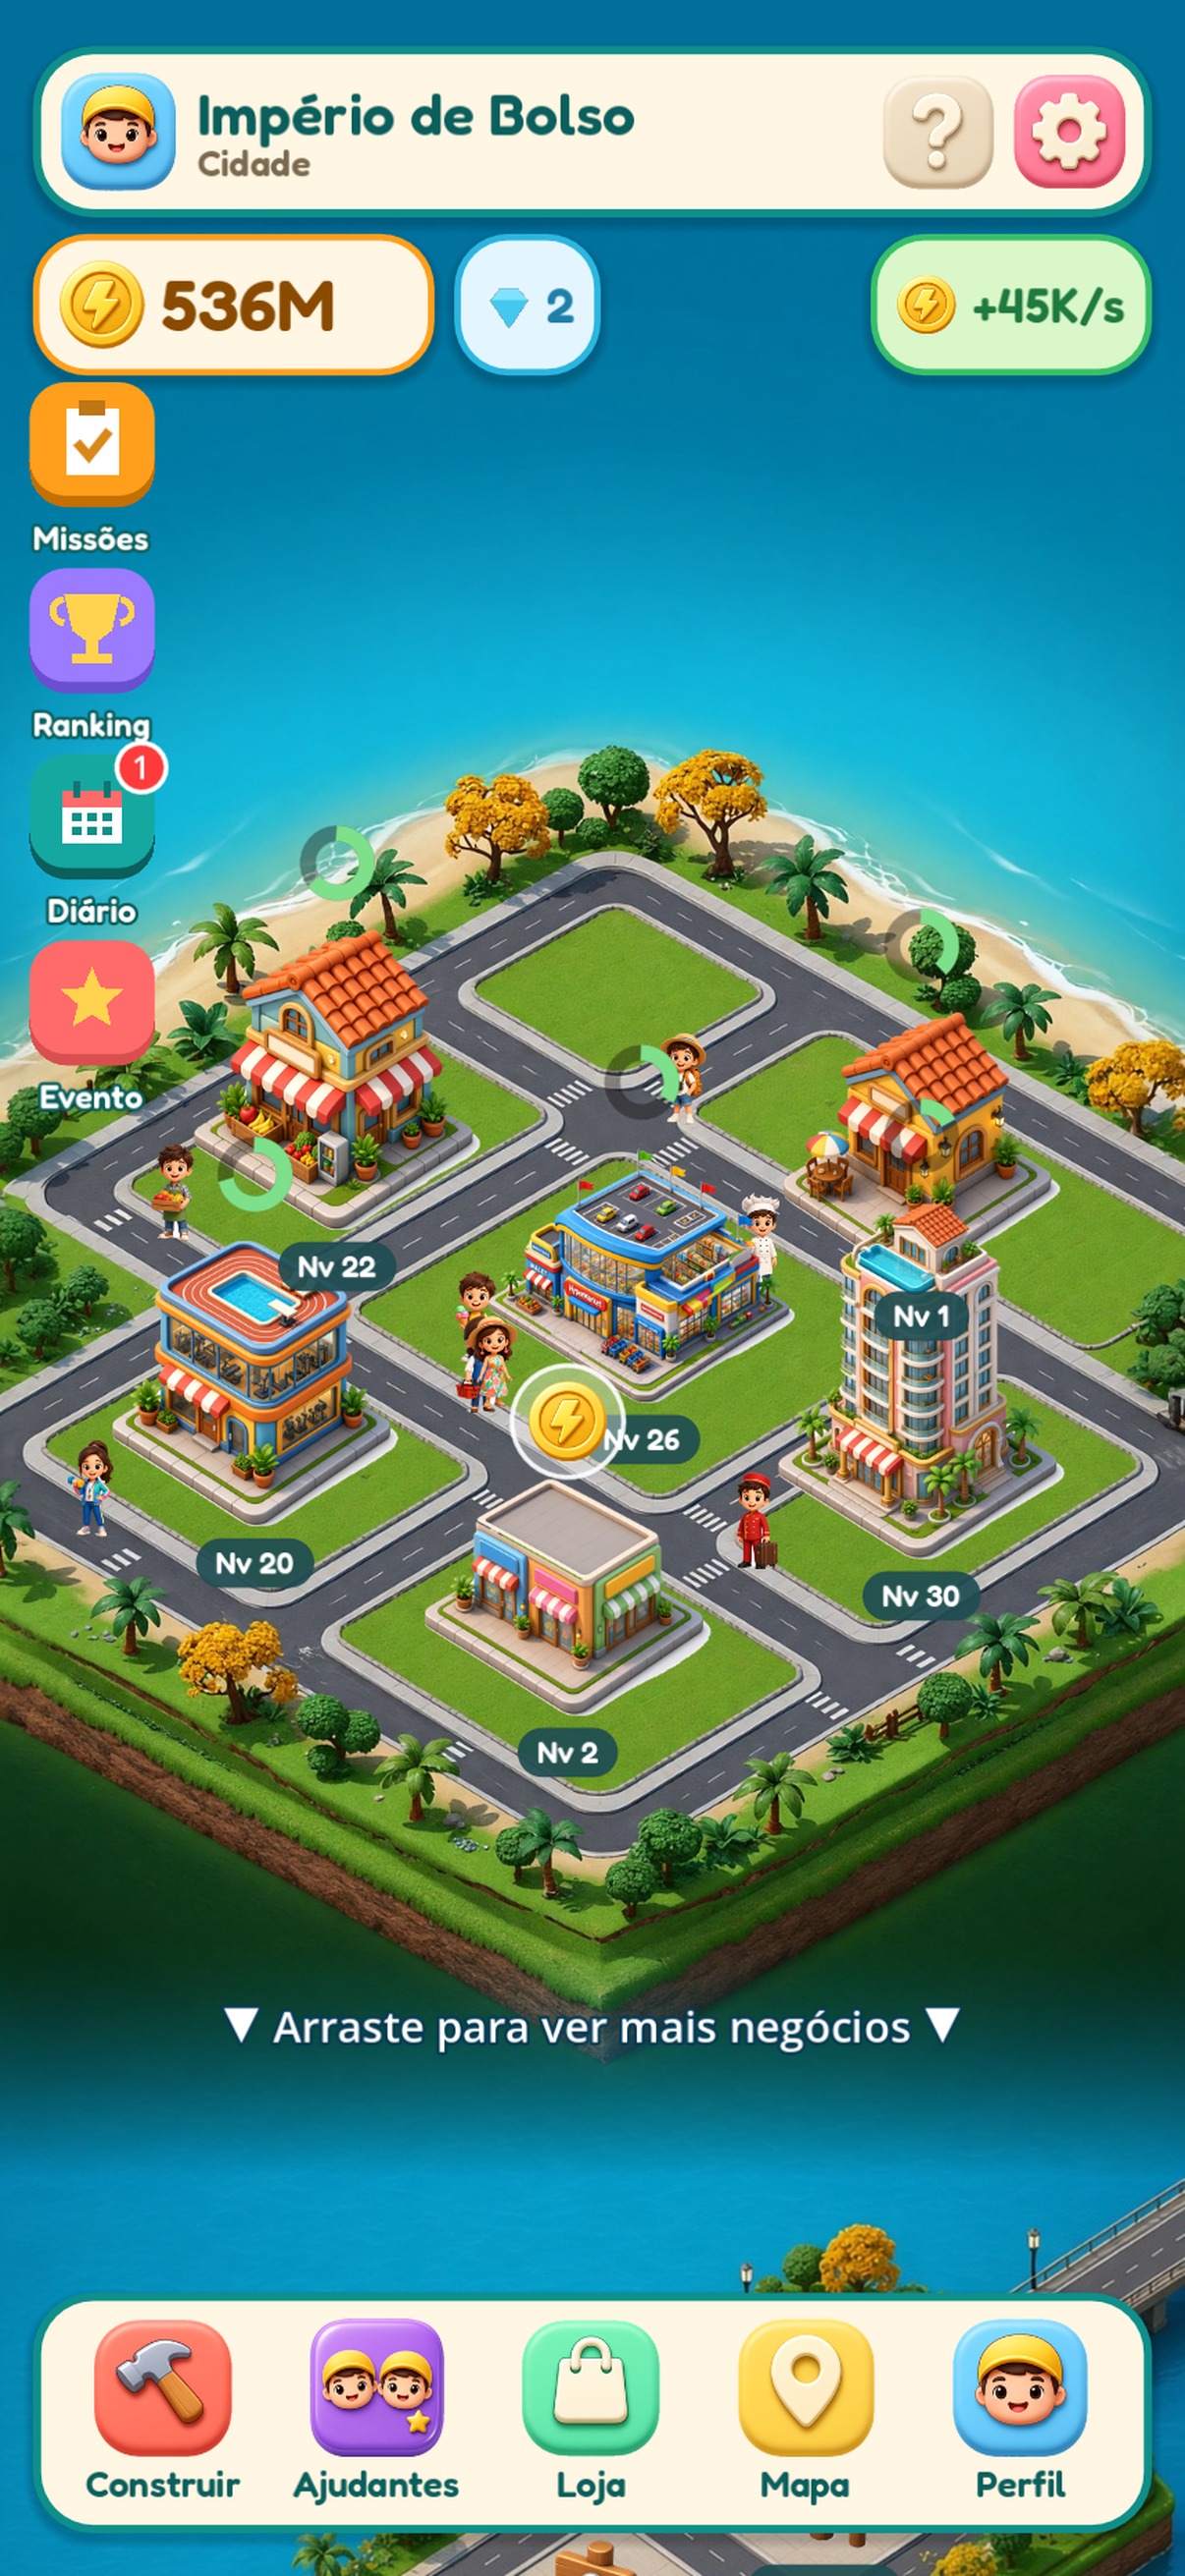 Império de Bolso
Cidade
?
536M
2
+45K/s
Missões
Ranking
1
Diário
Evento
Nv 22
HyperMarket
Nv 1
Nv 26
Nv 20
Nv 30
Nv 2
▼ Arraste para ver mais negócios ▼
Construir
Ajudantes
Loja
Mapa
Perfil